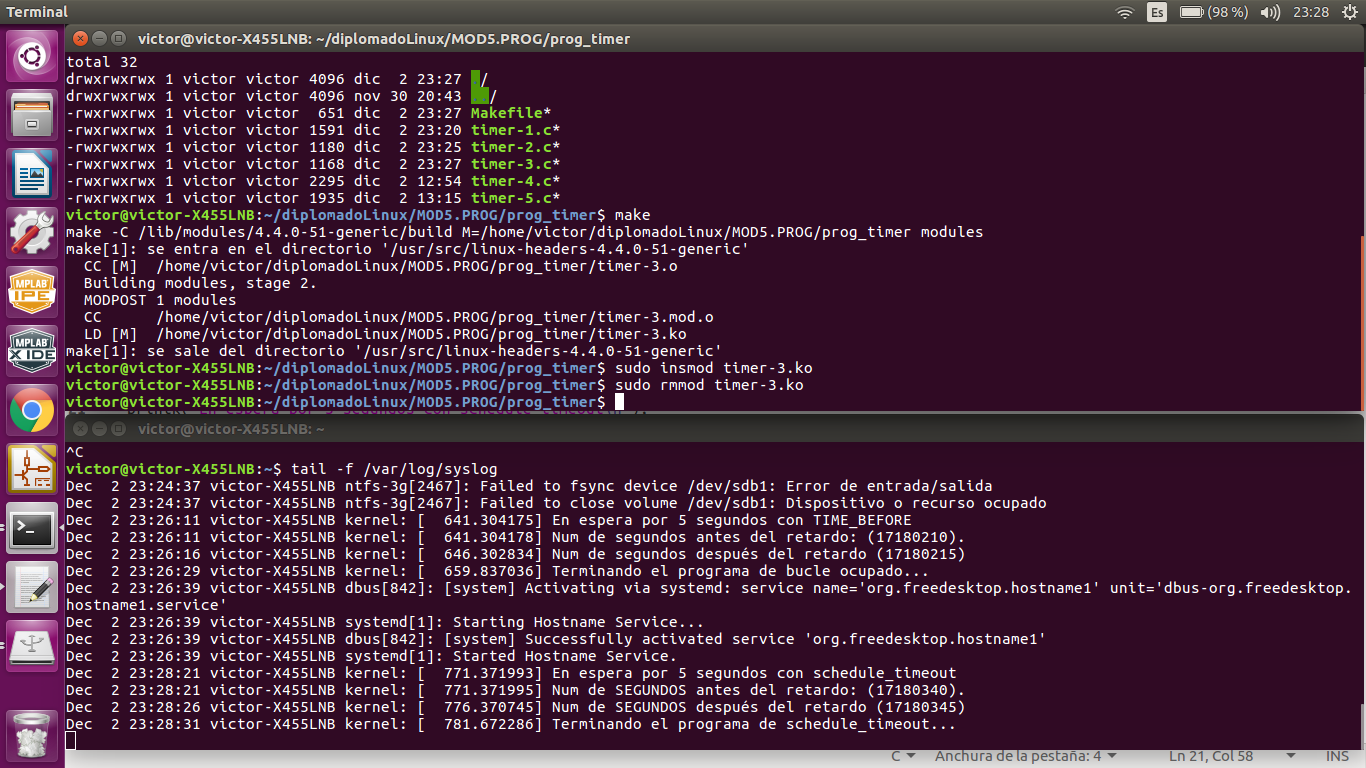 Terminal
Es
(98 %)
23:28
victor@victor-X455LNB: ~/diplomadoLinux/MOD5.PROG/prog_timer
total 32
drwxrwxrwx 1 victor victor 4096 dic  2 23:27 ./
drwxrwxrwx 1 victor victor 4096 nov 30 20:43 ../
-rwxrwxrwx 1 victor victor  651 dic  2 23:27 Makefile*
-rwxrwxrwx 1 victor victor 1591 dic  2 23:20 timer-1.c*
-rwxrwxrwx 1 victor victor 1180 dic  2 23:25 timer-2.c*
-rwxrwxrwx 1 victor victor 1168 dic  2 23:27 timer-3.c*
-rwxrwxrwx 1 victor victor 2295 dic  2 12:54 timer-4.c*
-rwxrwxrwx 1 victor victor 1935 dic  2 13:15 timer-5.c*
victor@victor-X455LNB:~/diplomadoLinux/MOD5.PROG/prog_timer$ make
make -C /lib/modules/4.4.0-51-generic/build M=/home/victor/diplomadoLinux/MOD5.PROG/prog_timer modules
make[1]: se entra en el directorio '/usr/src/linux-headers-4.4.0-51-generic'
  CC [M]  /home/victor/diplomadoLinux/MOD5.PROG/prog_timer/timer-3.o
  Building modules, stage 2.
  MODPOST 1 modules
  CC      /home/victor/diplomadoLinux/MOD5.PROG/prog_timer/timer-3.mod.o
  LD [M]  /home/victor/diplomadoLinux/MOD5.PROG/prog_timer/timer-3.ko
make[1]: se sale del directorio '/usr/src/linux-headers-4.4.0-51-generic'
victor@victor-X455LNB:~/diplomadoLinux/MOD5.PROG/prog_timer$ sudo insmod timer-3.ko
victor@victor-X455LNB:~/diplomadoLinux/MOD5.PROG/prog_timer$ sudo rmmod timer-3.ko
victor@victor-X455LNB:~/diplomadoLinux/MOD5.PROG/prog_timer$
MPLAB
IPE
MPLAB
X IDE
victor@victor-X455LNB: ~
^C
victor@victor-X455LNB:~$ tail -f /var/log/syslog
Dec  2 23:24:37 victor-X455LNB ntfs-3g[2467]: Failed to fsync device /dev/sdb1: Error de entrada/salida
Dec  2 23:24:37 victor-X455LNB ntfs-3g[2467]: Failed to close volume /dev/sdb1: Dispositivo o recurso ocupado
Dec  2 23:26:11 victor-X455LNB kernel: [  641.304175] En espera por 5 segundos con TIME_BEFORE
Dec  2 23:26:11 victor-X455LNB kernel: [  641.304178] Num de segundos antes del retardo: (17180210).
Dec  2 23:26:16 victor-X455LNB kernel: [  646.302834] Num de segundos después del retardo (17180215)
Dec  2 23:26:29 victor-X455LNB kernel: [  659.837036] Terminando el programa de bucle ocupado...
Dec  2 23:26:39 victor-X455LNB dbus[842]: [system] Activating via systemd: service name='org.freedesktop.hostname1' unit='dbus-org.freedesktop.
hostname1.service'
Dec  2 23:26:39 victor-X455LNB systemd[1]: Starting Hostname Service...
Dec  2 23:26:39 victor-X455LNB dbus[842]: [system] Successfully activated service 'org.freedesktop.hostname1'
Dec  2 23:26:39 victor-X455LNB systemd[1]: Started Hostname Service.
Dec  2 23:28:21 victor-X455LNB kernel: [  771.371993] En espera por 5 segundos con schedule_timeout
Dec  2 23:28:21 victor-X455LNB kernel: [  771.371995] Num de SEGUNDOS antes del retardo: (17180340).
Dec  2 23:28:26 victor-X455LNB kernel: [  776.370745] Num de SEGUNDOS después del retardo (17180345)
Dec  2 23:28:31 victor-X455LNB kernel: [  781.672286] Terminando el programa de schedule_timeout...
C
Anchura de la pestaña: 4
Ln 21, Col 58
INS